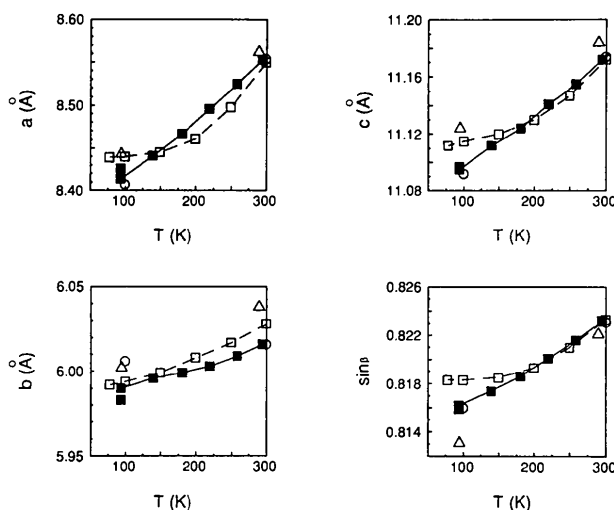 8.60
8.50
8.40
a (Å)
100 200 300
T (K)
11.20
11.16
11.12
11.08
c (Å)
100 200 300
T (K)
6.05
6.00
5.95
b (Å)
100 200 300
T (K)
0.826
0.822
0.818
0.814
sinβ
100 200 300
T (K)